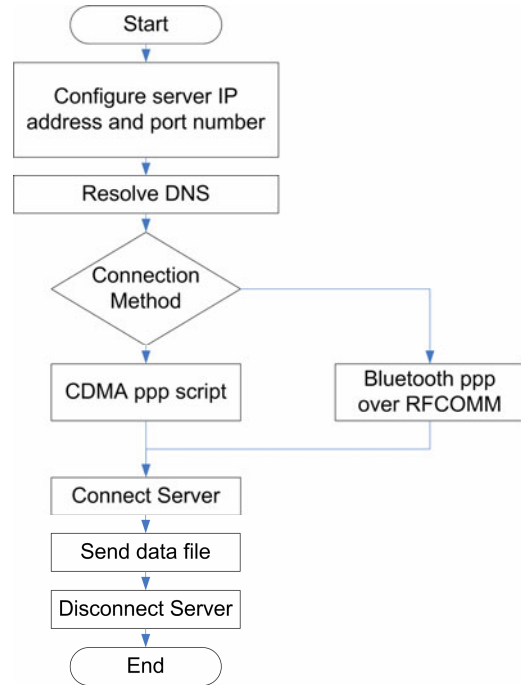 Start
Configure server IP
address and port number
Resolve DNS
Connection
Method
CDMA ppp script
Bluetooth ppp
over RFCOMM
Connect Server
Send data file
Disconnect Server
End